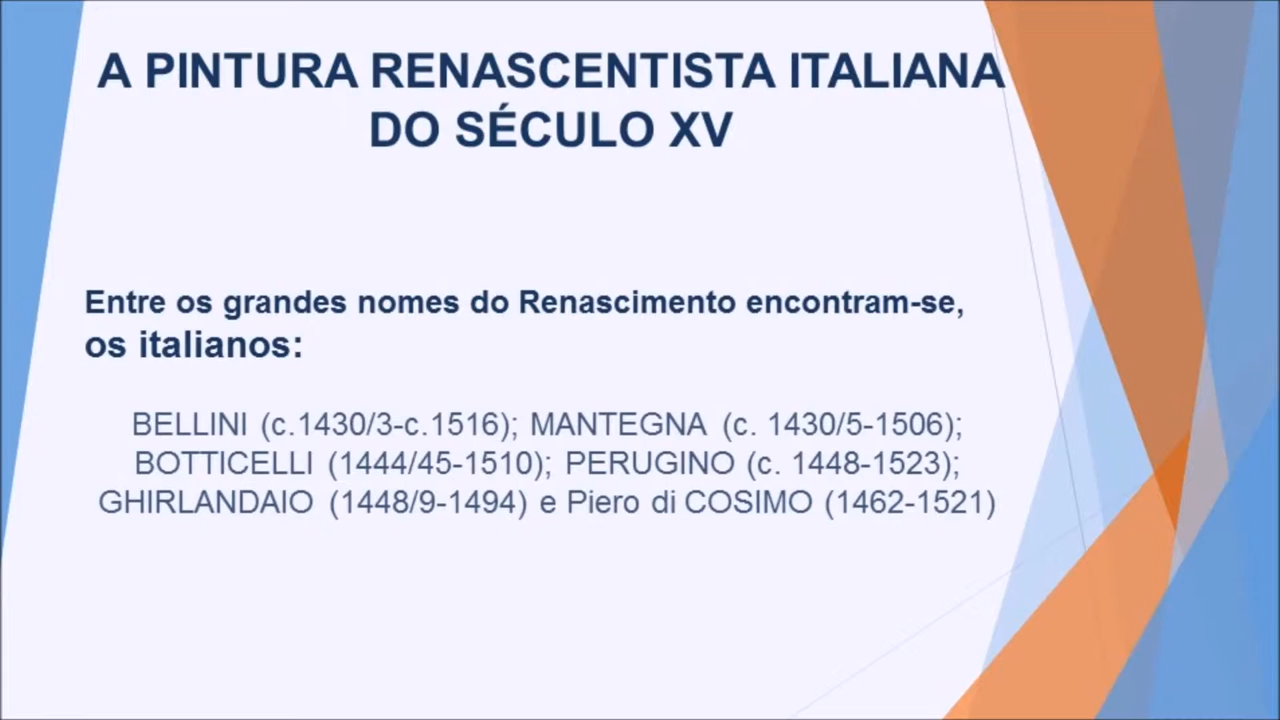 A PINTURA RENASCENTISTA ITALIANA
DO SÉCULO XV
Entre os grandes nomes do Renascimento encontram-se,
os italianos:
BELLINI (c.1430/3-c.1516); MANTEGNA (c. 1430/5-1506);
BOTTICELLI (1444/45-1510); PERUGINO (c. 1448-1523);
GHIRLANDAIO (1448/9-1494) e Piero di COSIMO (1462-1521)